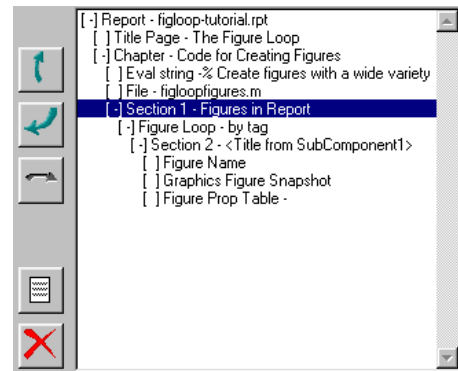 [-] Report - figloop-tutorial.rpt
[ ] Title Page - The Figure Loop
[-] Chapter - Code for Creating Figures
[ ] Eval string -% Create figures with a wide variety
[ ] File - figloopfigures.m
[-] Section 1 - Figures in Report
[-] Figure Loop - by tag
[-] Section 2 - <Title from SubComponent1>
[ ] Figure Name
[ ] Graphics Figure Snapshot
[ ] Figure Prop Table -